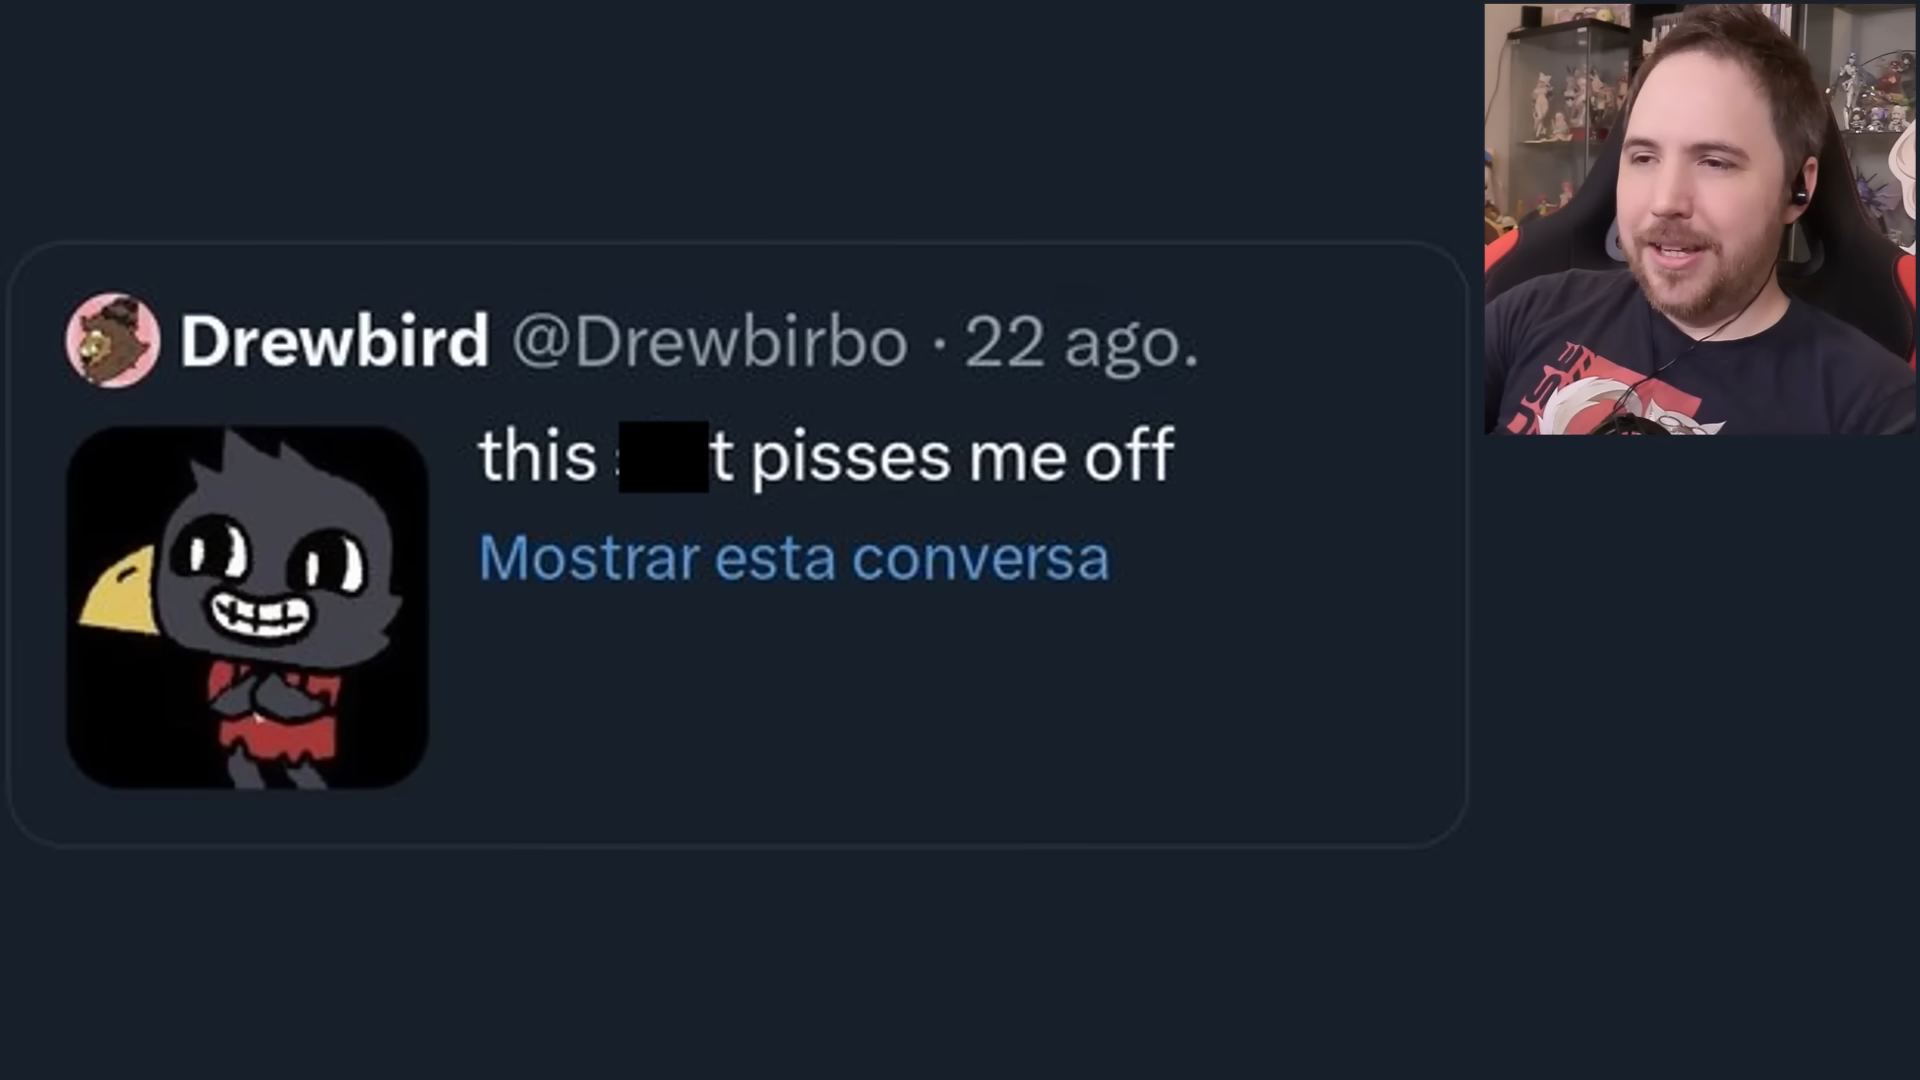 Drewbird @Drewbirbo · 22 ago.
this t pisses me off
Mostrar esta conversa